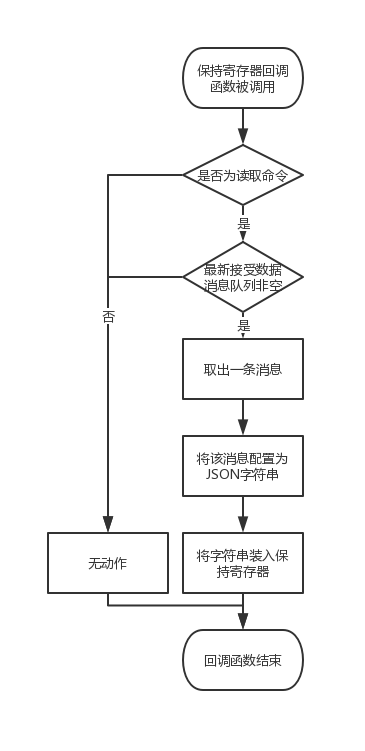 保持寄存器回调
函数被调用
是否为读取命令
是
最新接受数据
消息队列非空
否
是
取出一条消息
将该消息配置为
JSON字符串
无动作
将字符串装入保
持寄存器
回调函数结束